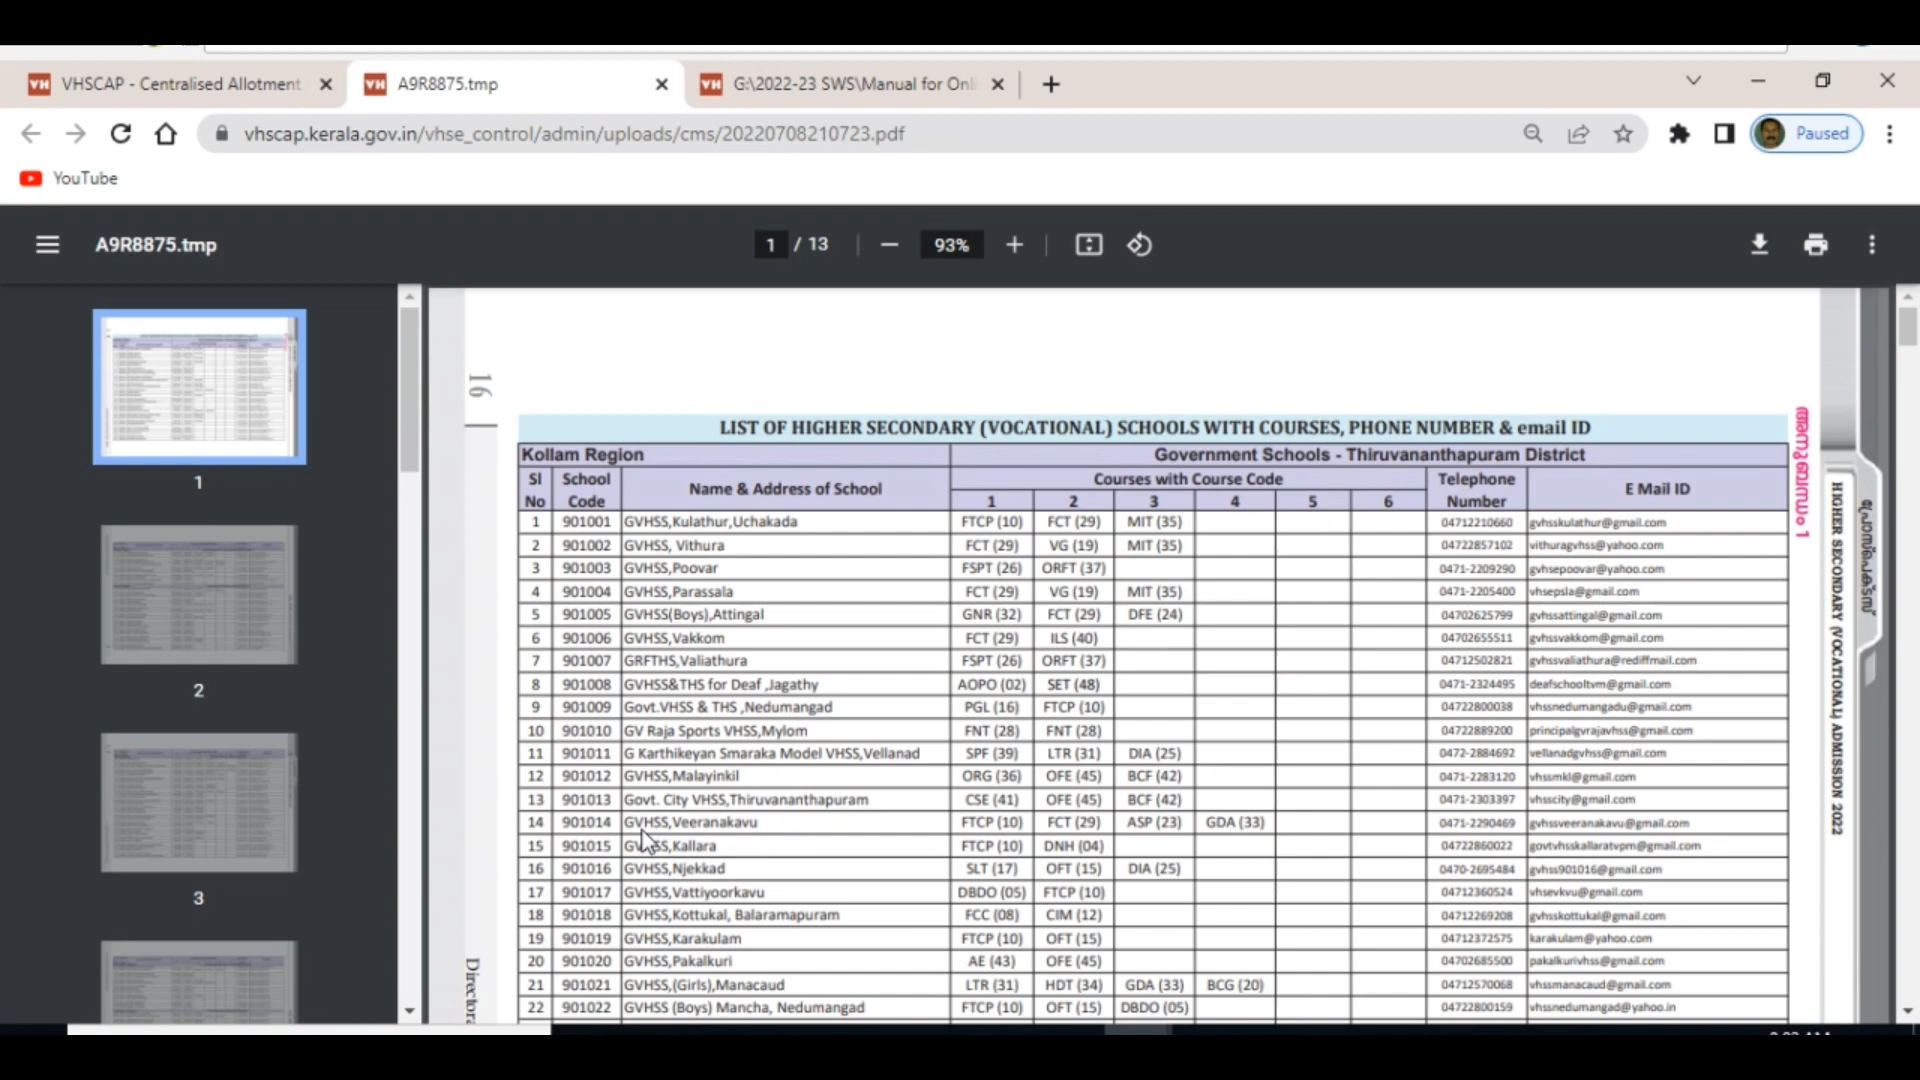 VHSCAP - Centralised Allotment
A9R8875.tmp
G:\2022-23 SWS\Manual for Onli
vhscap.kerala.gov.in/vhse_control/admin/uploads/cms/20220708210723.pdf
Paused
YouTube
A9R8875.tmp
1 / 13
93%
1
2
3
16
LIST OF HIGHER SECONDARY (VOCATIONAL) SCHOOLS WITH COURSES, PHONE NUMBER & email ID
Kollam Region Government Schools - Thiruvananthapuram District
Sl No School Code Name & Address of School Courses with Course Code Telephone Number E Mail ID
1 2 3 4 5 6
1 901001 GVHSS,Kulathur,Uchakada FTCP (10) FCT (29) MIT (35) 04712210660 gvhsskulathur@gmail.com
2 901002 GVHSS, Vithura FCT (29) VG (19) MIT (35) 04722857102 vithuragvhss@yahoo.com
3 901003 GVHSS,Poovar FSPT (26) ORFT (37) 0471-2209290 gvhsepoovar@yahoo.com
4 901004 GVHSS,Parassala FCT (29) VG (19) MIT (35) 0471-2205400 vhsepsla@gmail.com
5 901005 GVHSS(Boys),Attingal GNR (32) FCT (29) DFE (24) 04702625799 gvhssattingal@gmail.com
6 901006 GVHSS,Vakkom FCT (29) ILS (40) 04702655511 gvhssvakkom@gmail.com
7 901007 GRFTHS,Valiathura FSPT (26) ORFT (37) 04712502821 gvhssvaliathura@rediffmail.com
8 901008 GVHSS&THS for Deaf ,Jagathy AOPO (02) SET (48) 0471-2324495 deafschooltvm@gmail.com
9 901009 Govt.VHSS & THS ,Nedumangad PGL (16) FTCP (10) 04722800038 vhssnedumangadu@gmail.com
10 901010 GV Raja Sports VHSS,Mylom FNT (28) FNT (28) 04722889200 principalgvrajavhss@gmail.com
11 901011 G Karthikeyan Smaraka Model VHSS,Vellanad SPF (39) LTR (31) DIA (25) 0472-2884692 vellanadgvhss@gmail.com
12 901012 GVHSS,Malayinkil ORG (36) OFE (45) BCF (42) 0471-2283120 vhssmkl@gmail.com
13 901013 Govt. City VHSS,Thiruvananthapuram CSE (41) OFE (45) BCF (42) 0471-2303397 vhsscity@gmail.com
14 901014 GVHSS,Veeranakavu FTCP (10) FCT (29) ASP (23) GDA (33) 0471-2290469 gvhssveeranakavu@gmail.com
15 901015 GVHSS,Kallara FTCP (10) DNH (04) 04722860022 govtvhsskallaratvpm@gmail.com
16 901016 GVHSS,Njekkad SLT (17) OFT (15) DIA (25) 0470-2695484 gvhss901016@gmail.com
17 901017 GVHSS,Vattiyoorkavu DBDO (05) FTCP (10) 04712360524 vhsevkvu@gmail.com
18 901018 GVHSS,Kottukal, Balaramapuram FCC (08) CIM (12) 04712269208 gvhsskottukal@gmail.com
19 901019 GVHSS,Karakulam FTCP (10) OFT (15) 04712372575 karakulam@yahoo.com
20 901020 GVHSS,Pakalkuri AE (43) OFE (45) 04702685500 pakalkurivhss@gmail.com
21 901021 GVHSS,(Girls),Manacaud LTR (31) HDT (34) GDA (33) BCG (20) 04712570068 vhssmanacaud@gmail.com
22 901022 GVHSS (Boys) Mancha, Nedumangad FTCP (10) OFT (15) DBDO (05) 04722800159 vhssnedumangad@yahoo.in
അനുബന്ധം 1
പ്രോസ്പെക്ടസ്
HIGHER SECONDARY (VOCATIONAL) ADMISSION 2022